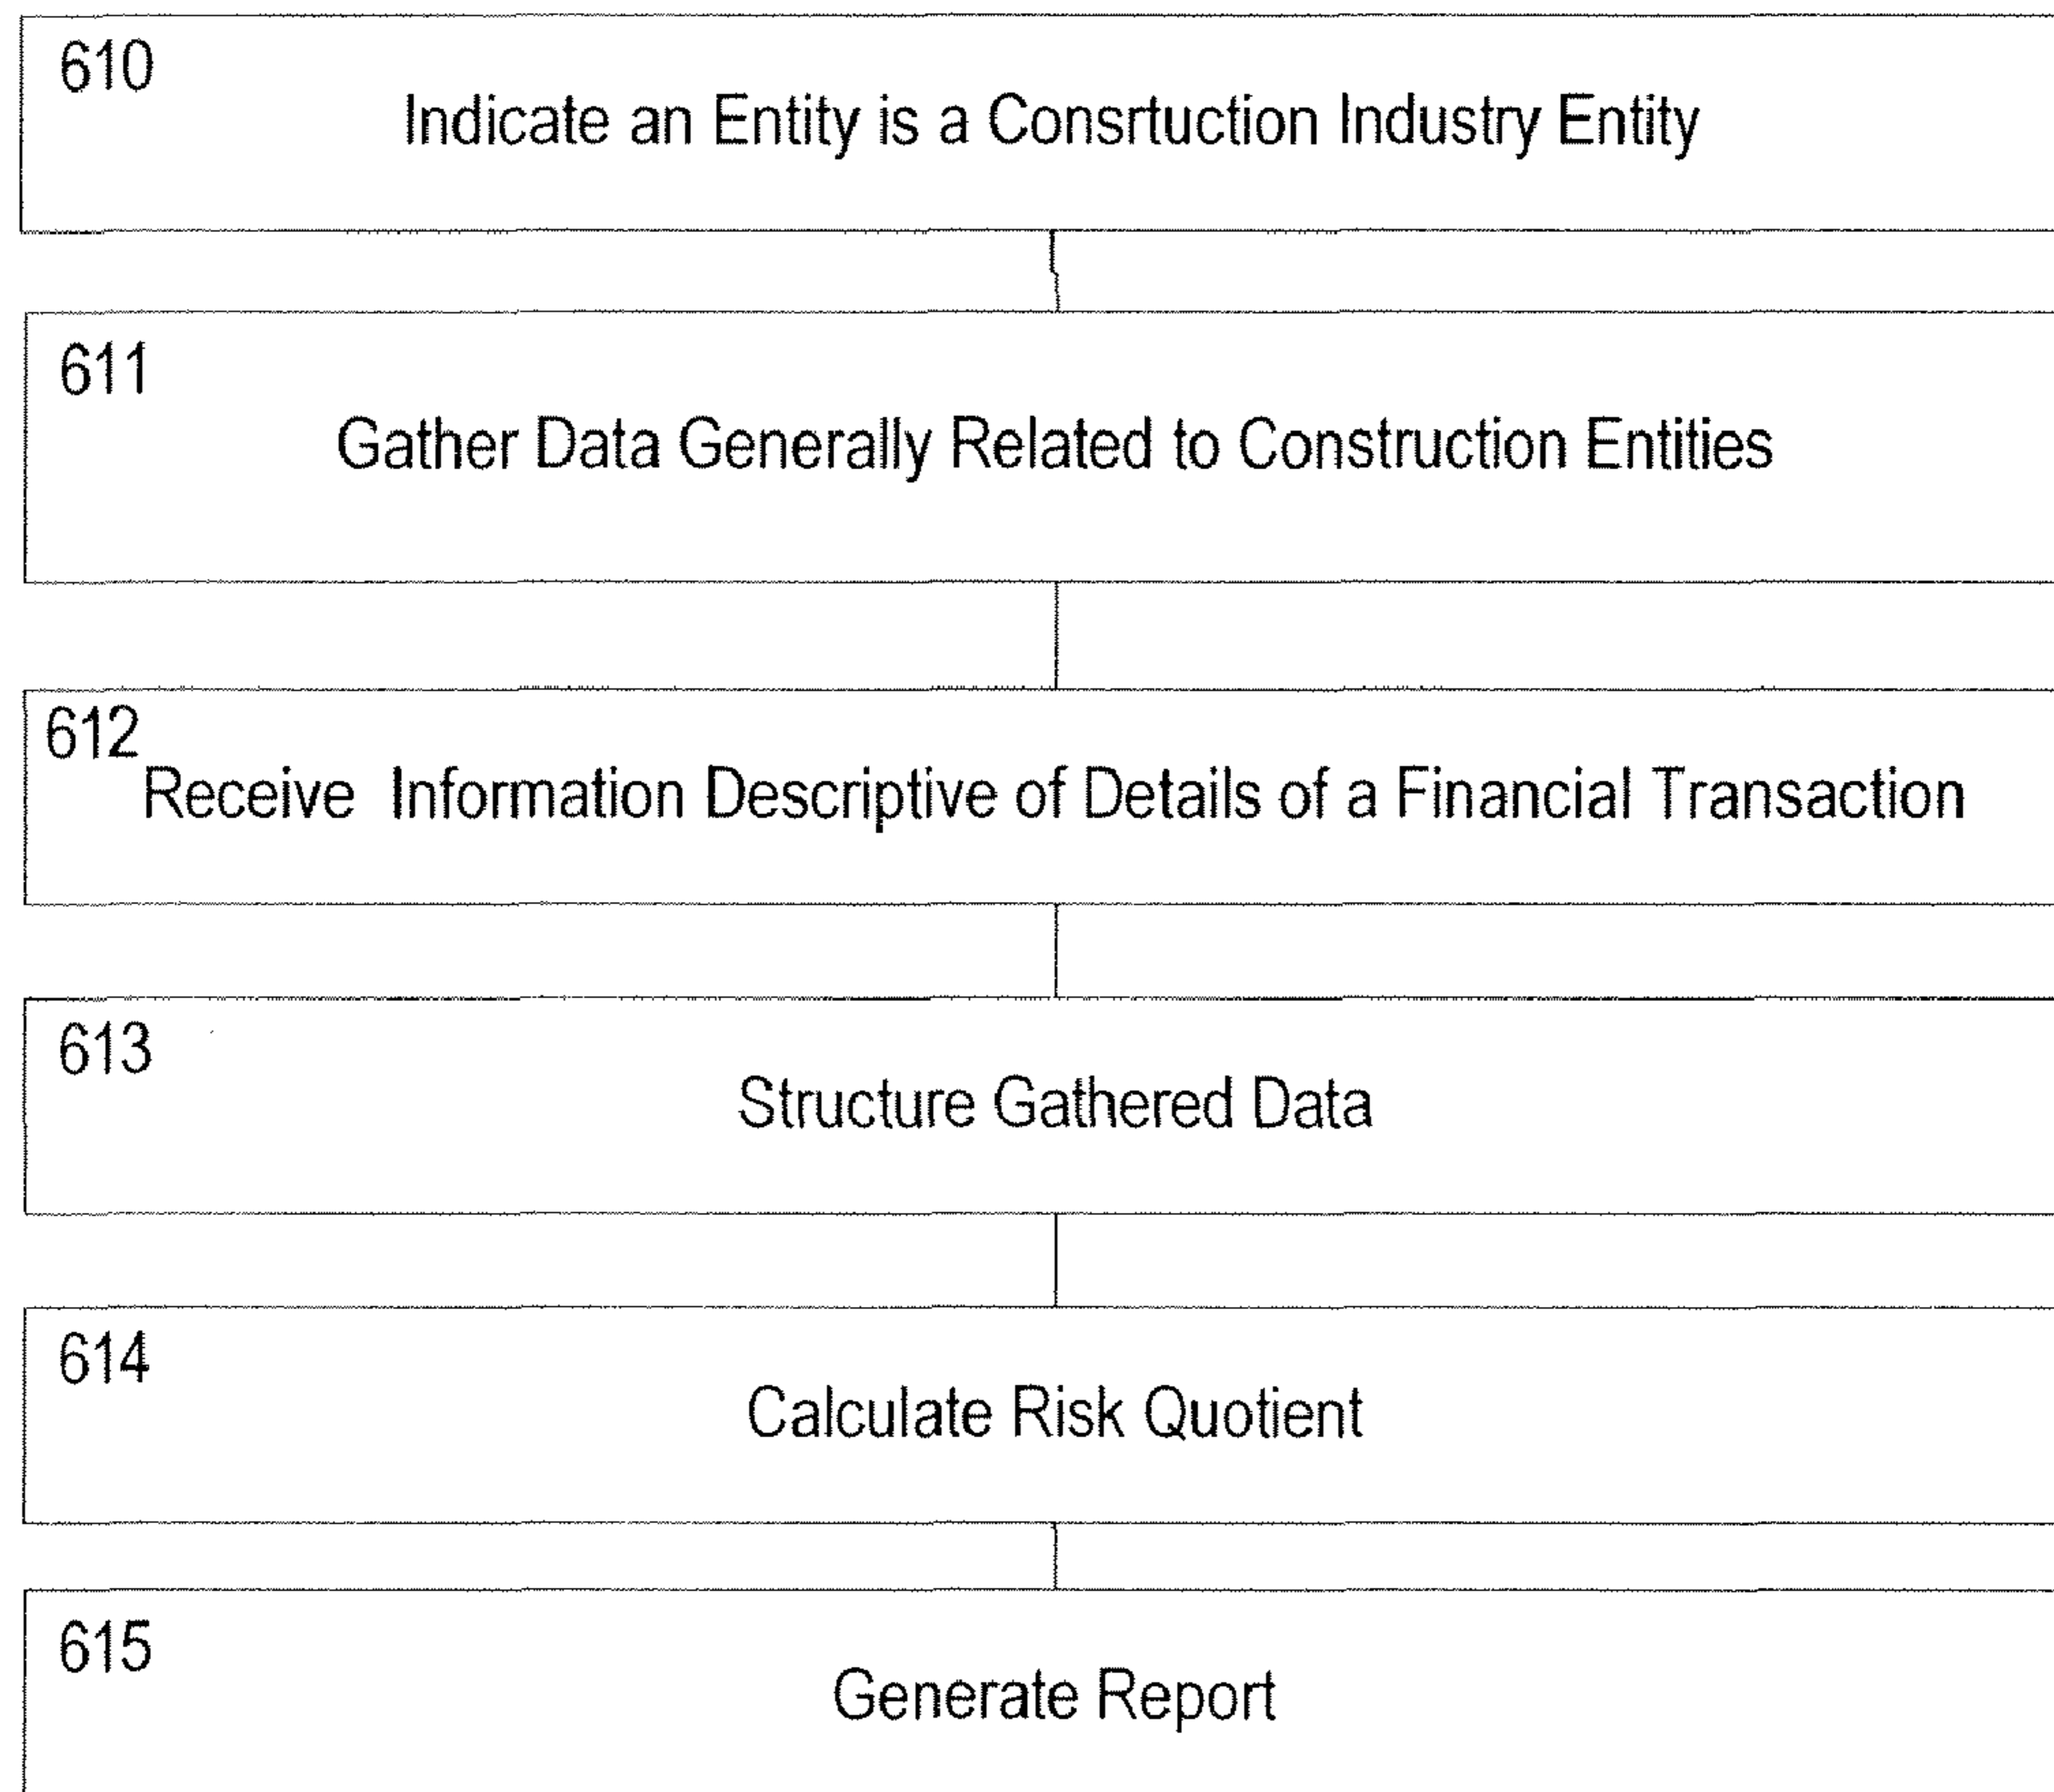 610
Indicate an Entity is a Consrtuction Industry Entity
611
Gather Data Generally Related to Construction Entities
612
Receive Information Descriptive of Details of a Financial Transaction
613
Structure Gathered Data
614
Calculate Risk Quotient
615
Generate Report